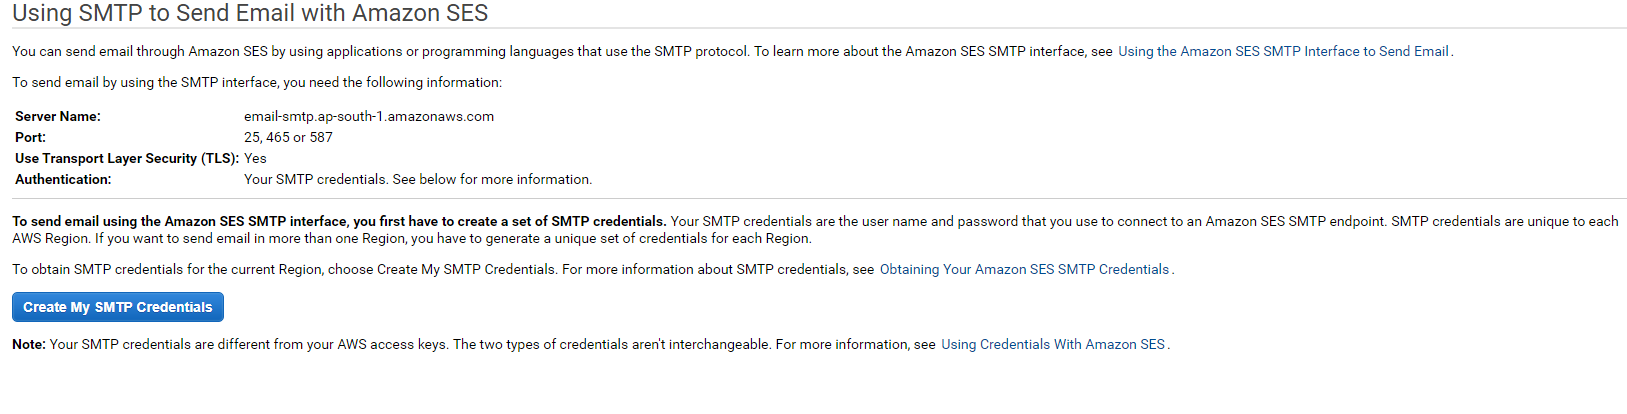 Using SMTP to Send Email with Amazon SES
You can send email through Amazon SES by using applications or programming languages that use the SMTP protocol. To learn more about the Amazon SES SMTP interface, see Using the Amazon SES SMTP Interface to Send Email.
To send email by using the SMTP interface, you need the following information:
Server Name: email-smtp.ap-south-1.amazonaws.com
Port: 25, 465 or 587
Use Transport Layer Security (TLS): Yes
Authentication: Your SMTP credentials. See below for more information.
To send email using the Amazon SES SMTP interface, you first have to create a set of SMTP credentials. Your SMTP credentials are the user name and password that you use to connect to an Amazon SES SMTP endpoint. SMTP credentials are unique to each
AWS Region. If you want to send email in more than one Region, you have to generate a unique set of credentials for each Region.
To obtain SMTP credentials for the current Region, choose Create My SMTP Credentials. For more information about SMTP credentials, see Obtaining Your Amazon SES SMTP Credentials.
Create My SMTP Credentials
Note: Your SMTP credentials are different from your AWS access keys. The two types of credentials aren't interchangeable. For more information, see Using Credentials With Amazon SES.